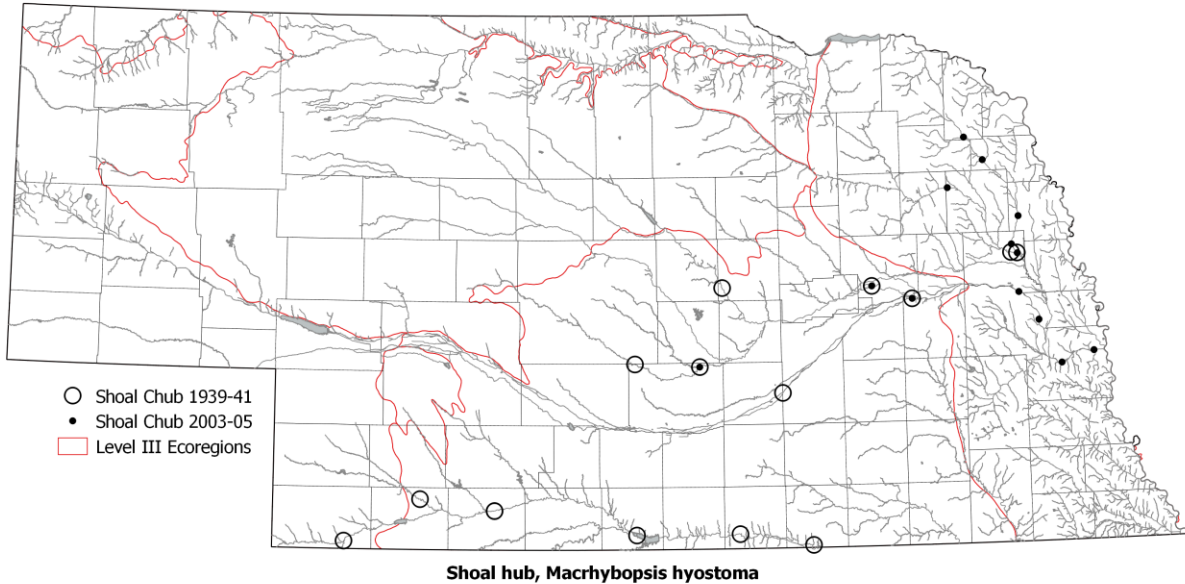 Shoal Chub 1939-41
Shoal Chub 2003-05
Level III Ecoregions
Shoal hub, Macrhybopsis hyostoma